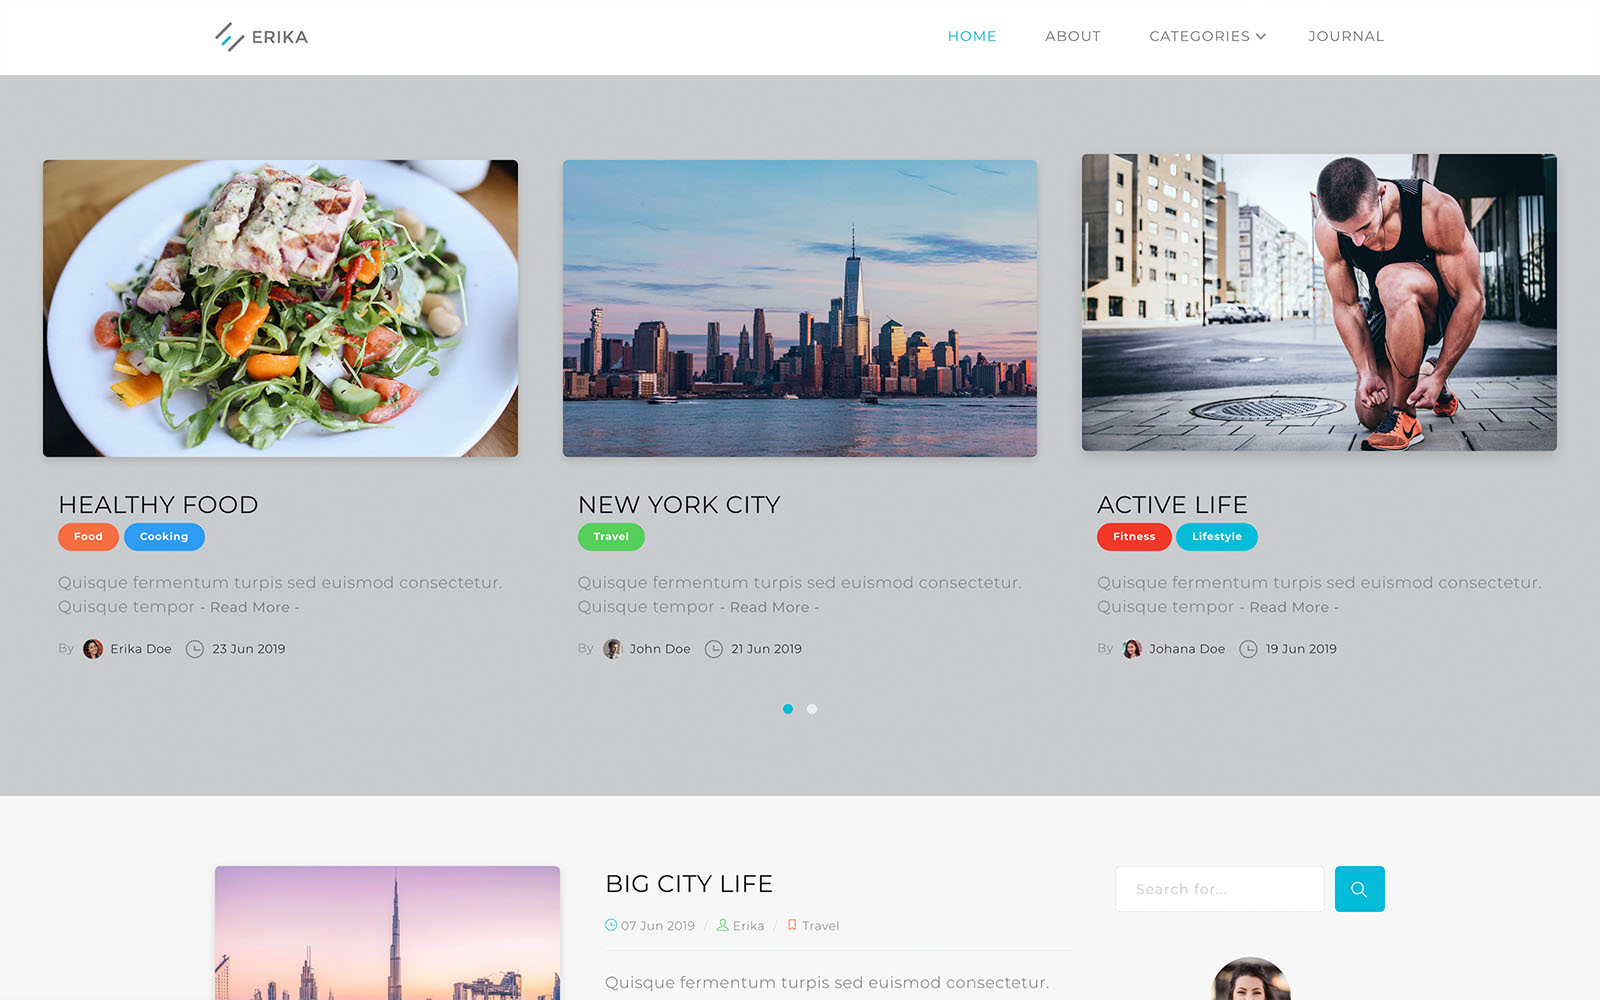 ERIKA
HOME
ABOUT
CATEGORIES
JOURNAL
HEALTHY FOOD
Food
Cooking
Quisque fermentum turpis sed euismod consectetur.
Quisque tempor - Read More -
By Erika Doe 23 Jun 2019
NEW YORK CITY
Travel
Quisque fermentum turpis sed euismod consectetur.
Quisque tempor - Read More -
By John Doe 21 Jun 2019
ACTIVE LIFE
Fitness
Lifestyle
Quisque fermentum turpis sed euismod consectetur.
Quisque tempor - Read More -
By Johana Doe 19 Jun 2019
BIG CITY LIFE
07 Jun 2019 / Erika / Travel
Quisque fermentum turpis sed euismod consectetur.
Search for...